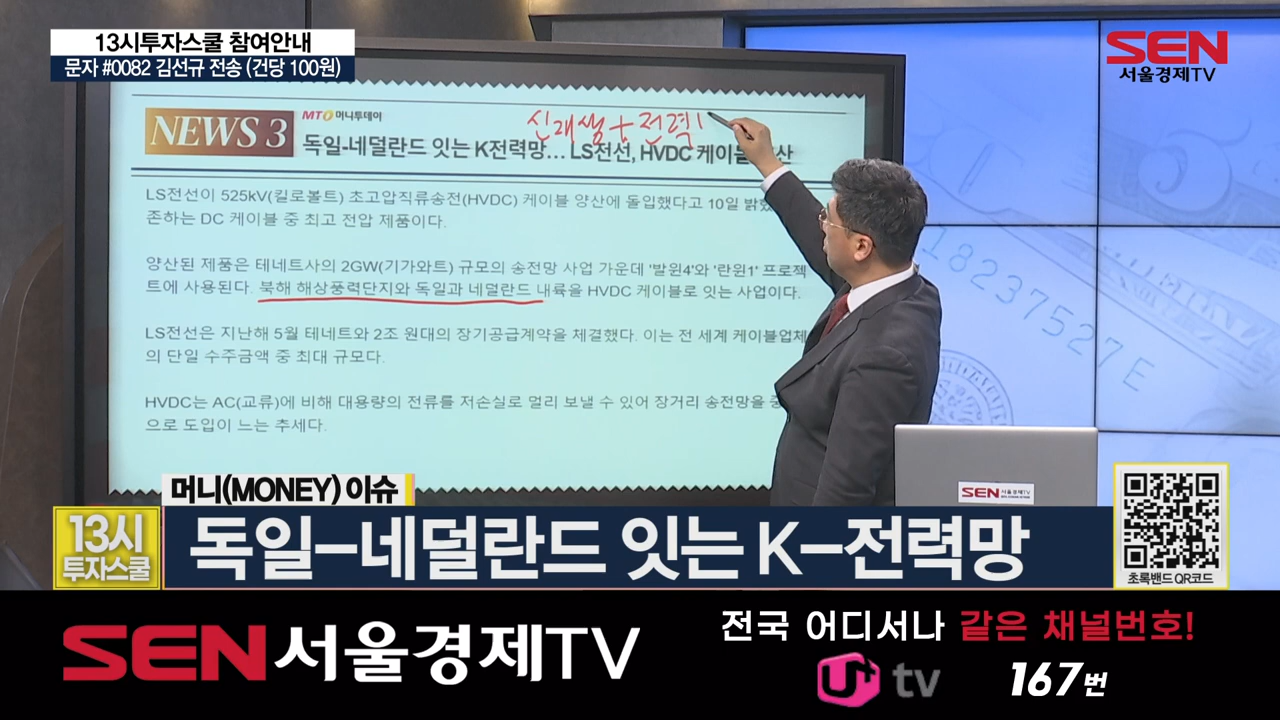 13시투자스쿨 참여안내
문자 #0082 김선규 전송 (건당 100원)
SEN
서울경제TV
NEWS 3
MTO 머니투데이
신재생+전력!
독일-네덜란드 잇는 K전력망... LS전선, HVDC 케이블
LS전선이 525kV(킬로볼트) 초고압직류송전(HVDC) 케이블 양산에 돌입했다고 10일 밝혔
존하는 DC 케이블 중 최고 전압 제품이다.
양산된 제품은 테네트사의 2GW(기가와트) 규모의 송전망 사업 가운데 '발윈4'와 '란윈1' 프로젝
트에 사용된다. 북해 해상풍력단지와 독일과 네덜란드 내륙을 HVDC 케이블로 잇는 사업이다.
LS전선은 지난해 5월 테네트와 2조 원대의 장기공급계약을 체결했다. 이는 전 세계 케이블업체
의 단일 수주금액 중 최대 규모다.
HVDC는 AC(교류)에 비해 대용량의 전류를 저손실로 멀리 보낼 수 있어 장거리 송전망을 중
으로 도입이 느는 추세다.
18237527E
SEN 서울경제TV
머니(MONEY) 이슈
13시
투자스쿨
독일-네덜란드 잇는 K-전력망
초록밴드 QR코드
SEN 서울경제TV
전국 어디서나 같은 채널번호!
U+ tv 167번